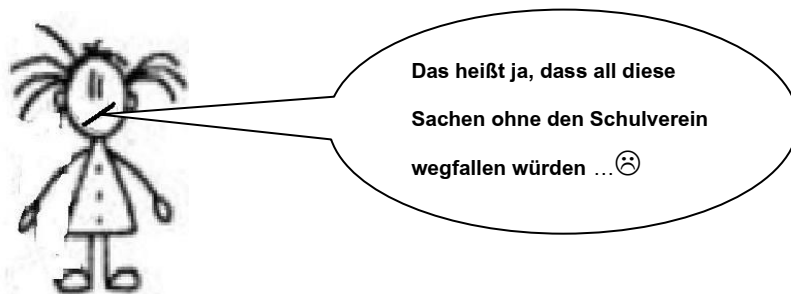 Das heißt ja, dass all diese
Sachen ohne den Schulverein
wegfallen würden …☹